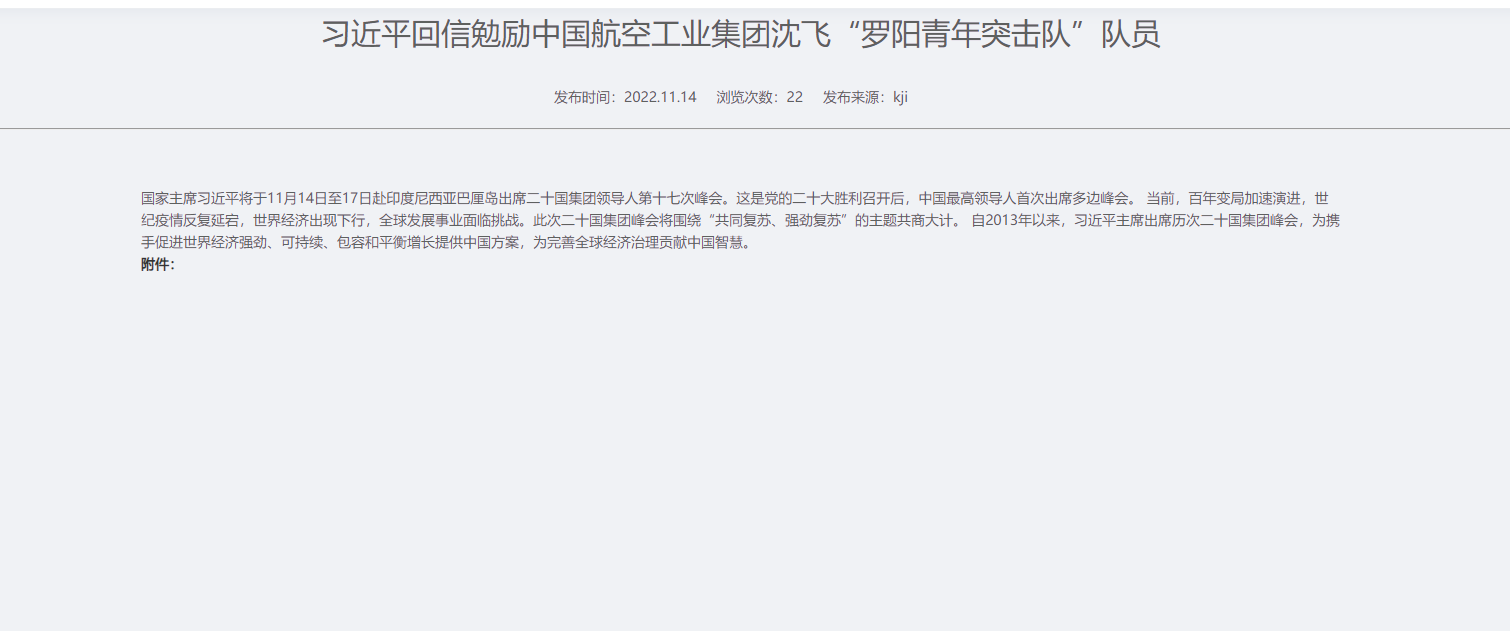 习近平回信勉励中国航空工业集团沈飞“罗阳青年突击队”队员
发布时间：2022.11.14 浏览次数：22 发布来源：kji
国家主席习近平将于11月14日至17日赴印度尼西亚巴厘岛出席二十国集团领导人第十七次峰会。这是党的二十大胜利召开后，中国最高领导人首次出席多边峰会。 当前，百年变局加速演进，世
纪疫情反复延宕，世界经济出现下行，全球发展事业面临挑战。此次二十国集团峰会将围绕“共同复苏、强劲复苏”的主题共商大计。 自2013年以来，习近平主席出席历次二十国集团峰会，为携
手促进世界经济强劲、可持续、包容和平衡增长提供中国方案，为完善全球经济治理贡献中国智慧。
附件：